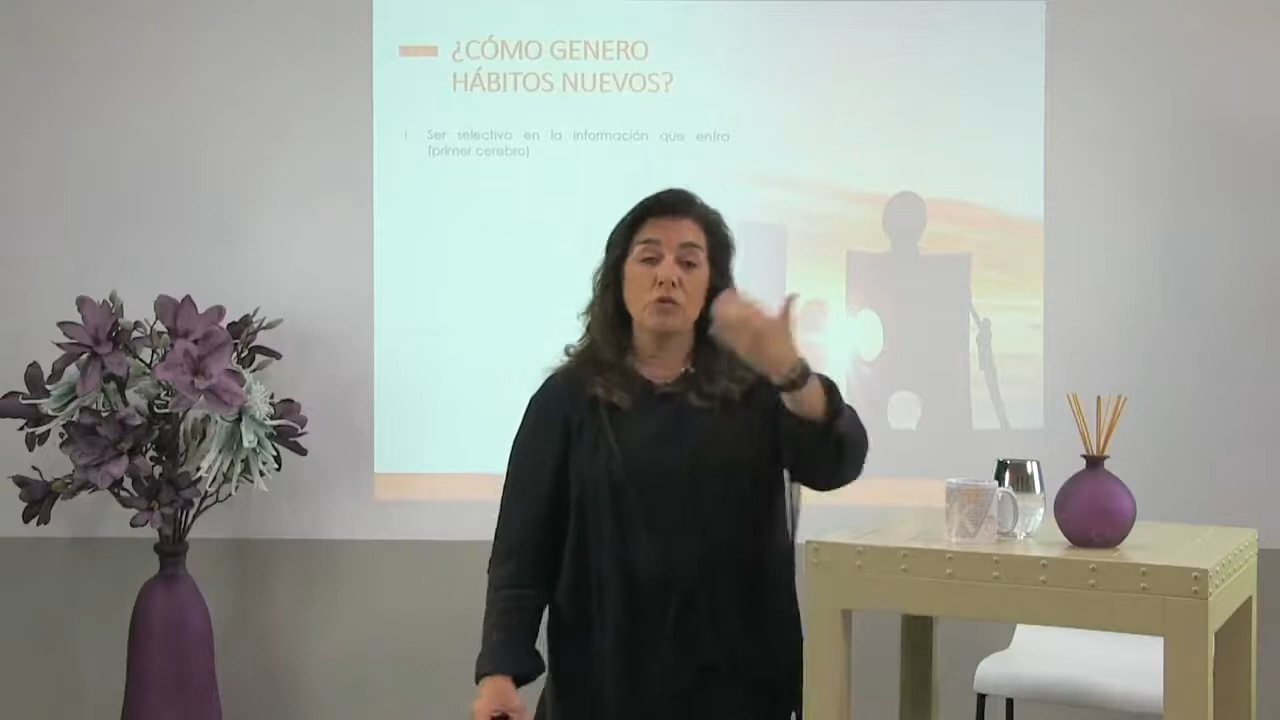 ¿CÓMO GENERO
HÁBITOS NUEVOS?
Ser selectiva en la información que entra
(primer cerebro)
K